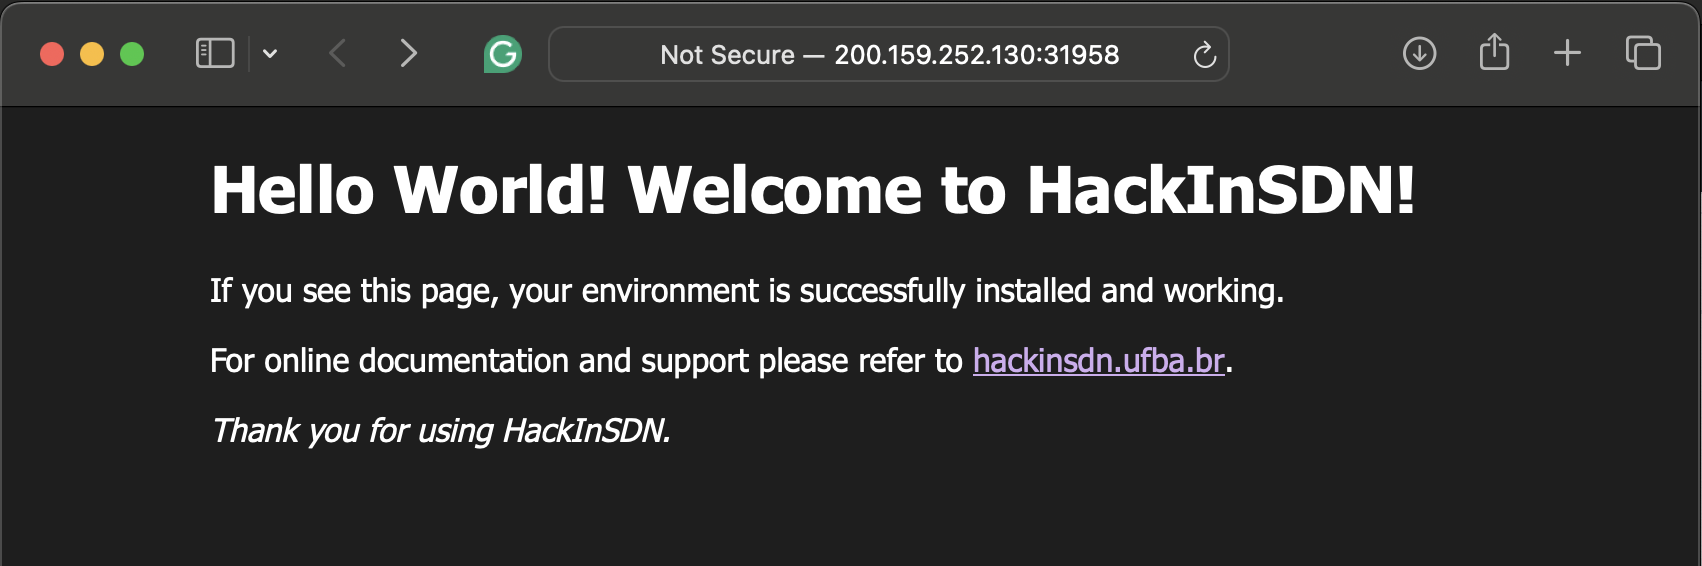 Not Secure — 200.159.252.130:31958
Hello World! Welcome to HackInSDN!
If you see this page, your environment is successfully installed and working.
For online documentation and support please refer to hackinsdn.ufba.br.
Thank you for using HackInSDN.